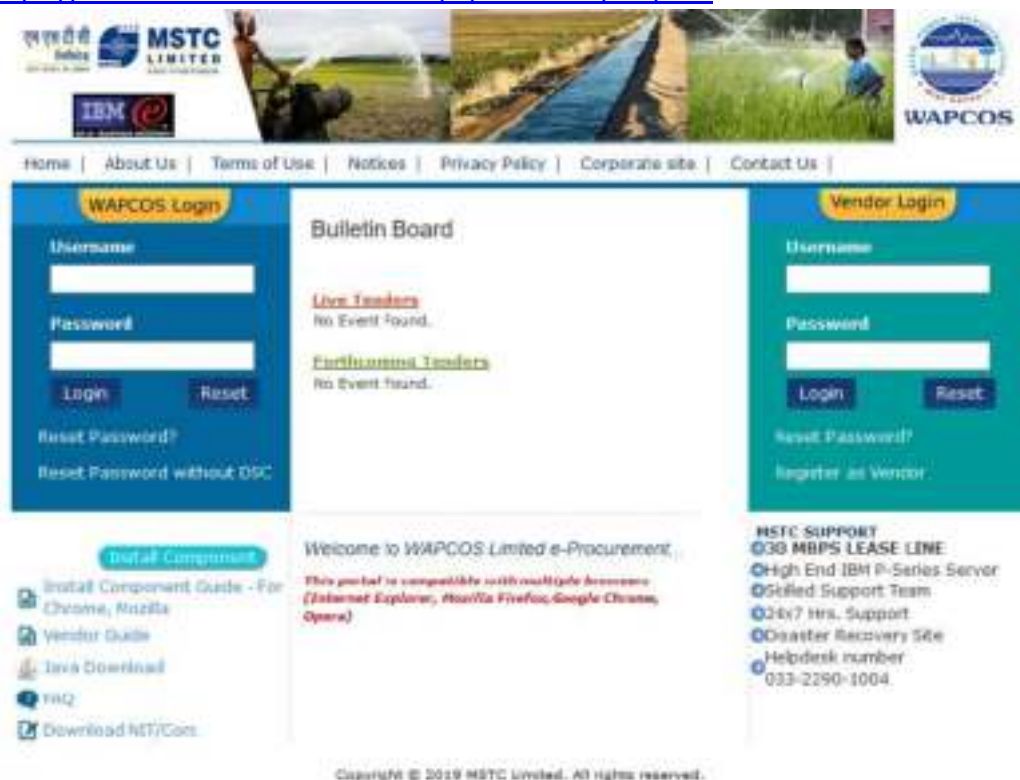 एम एस टी सी
लिमिटेड
MSTC
LIMITED
IBM
WAPCOS
Home | About Us | Terms of Use | Notices | Privacy Policy | Corporate site | Contact Us |
WAPCOS Login
Username
Password
Login Reset
Reset Password?
Reset Password without DSC
Bulletin Board
Live Tenders
No Event Found.
Forthcoming Tenders
No Event Found.
Vendor Login
Username
Password
Login Reset
Reset Password?
Register as Vendor
Install Component
Install Component Guide - For
Chrome, Mozilla
Vendor Guide
Java Download
FAQ
Download NIT/Corr.
Welcome to WAPCOS Limited e-Procurement
This portal is compatible with multiple browsers
(Internet Explorer, Mozilla Firefox,Google Chrome,
Opera)
MSTC SUPPORT
30 MBPS LEASE LINE
High End IBM P-Series Server
Skilled Support Team
24x7 Hrs. Support
Disaster Recovery Site
Helpdesk number
033-2290-1004
Copyright © 2019 MSTC Limited. All rights reserved.